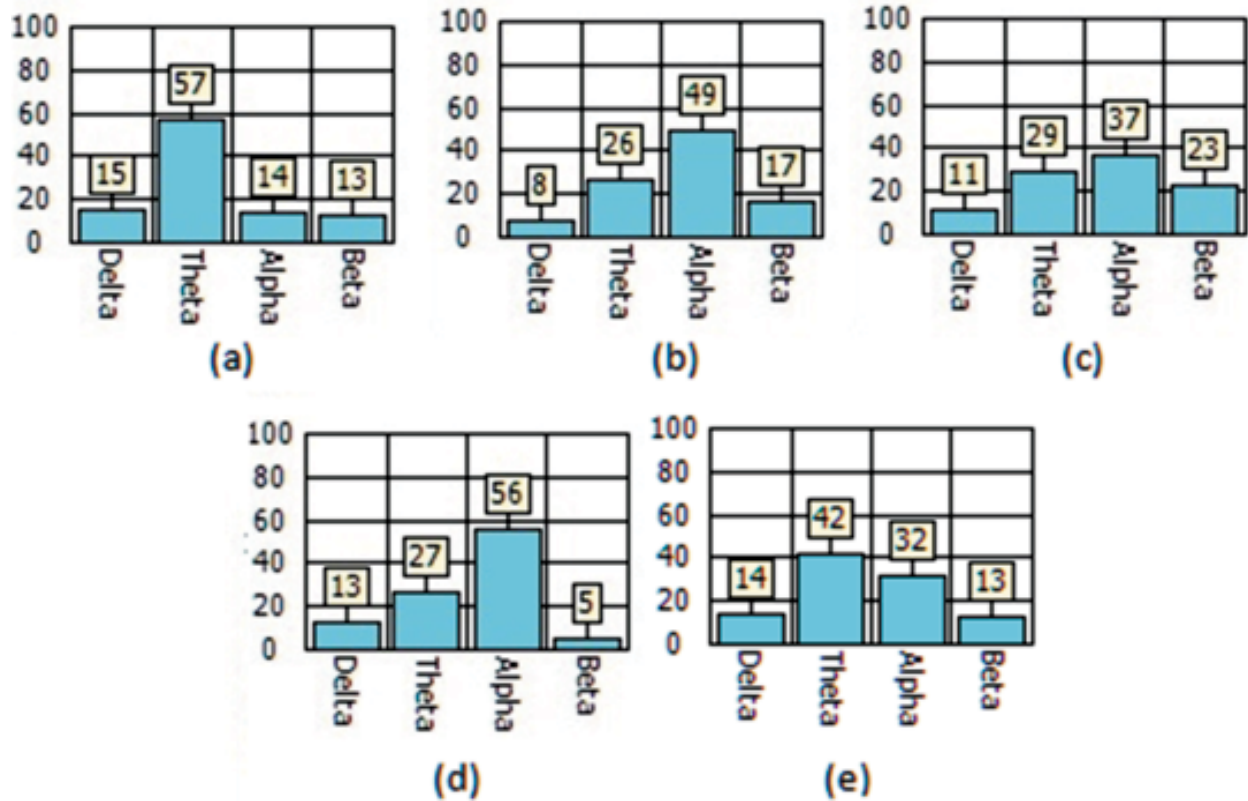 100
80
60
40
20
0
15
57
14
13
Delta
Theta
Alpha
Beta
(a)
100
80
60
40
20
0
8
26
49
17
Delta
Theta
Alpha
Beta
(b)
100
80
60
40
20
0
11
29
37
23
Delta
Theta
Alpha
Beta
(c)
100
80
60
40
20
0
13
27
56
5
Delta
Theta
Alpha
Beta
(d)
100
80
60
40
20
0
14
42
32
13
Delta
Theta
Alpha
Beta
(e)